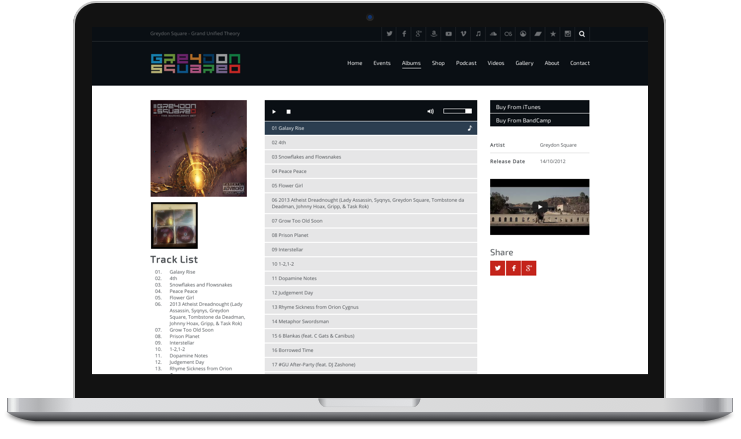 Greydon Square - Grand Unified Theory
GREYDON
SQUARED
Home Events Albums Shop Podcast Videos Gallery About Contact
GREYDON
SQUARED
Track List
01. Galaxy Rise
02. 4th
03. Snowflakes and Flowsnakes
04. Peace Peace
05. Flower Girl
06. 2013 Atheist Dreadnought (Lady
Assassin, Syqnys, Greydon
Square, Tombstone da Deadman,
Johnny Hoax, Gripp, & Task Rok)
07. Grow Too Old Soon
08. Prison Planet
09. Interstellar
10. 1-2,1-2
11. Dopamine Notes
12. Judgement Day
13. Rhyme Sickness from Orion
01 Galaxy Rise
02 4th
03 Snowflakes and Flowsnakes
04 Peace Peace
05 Flower Girl
06 2013 Atheist Dreadnought (Lady Assassin, Syqnys, Greydon Square, Tombstone da
Deadman, Johnny Hoax, Gripp, & Task Rok)
07 Grow Too Old Soon
08 Prison Planet
09 Interstellar
10 1-2,1-2
11 Dopamine Notes
12 Judgement Day
13 Rhyme Sickness from Orion Cygnus
14 Metaphor Swordsman
15 6 Blankas (feat. C Gats & Canibus)
16 Borrowed Time
17 #GU After-Party (feat. DJ Zashone)
Buy From iTunes
Buy From BandCamp
Artist Greydon Square
Release Date 14/10/2012
Share